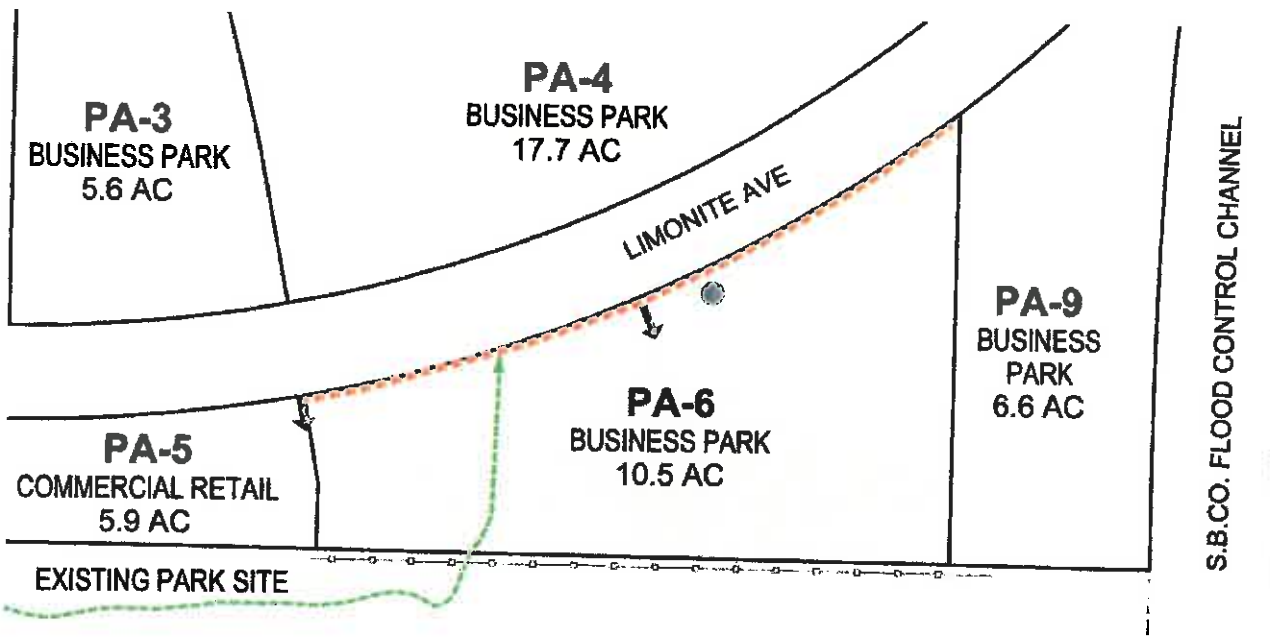 PA-3
BUSINESS PARK
5.6 AC
PA-4
BUSINESS PARK
17.7 AC
LIMONITE AVE
PA-5
COMMERCIAL RETAIL
5.9 AC
PA-6
BUSINESS PARK
10.5 AC
PA-9
BUSINESS
PARK
6.6 AC
EXISTING PARK SITE
S.B.CO. FLOOD CONTROL CHANNEL